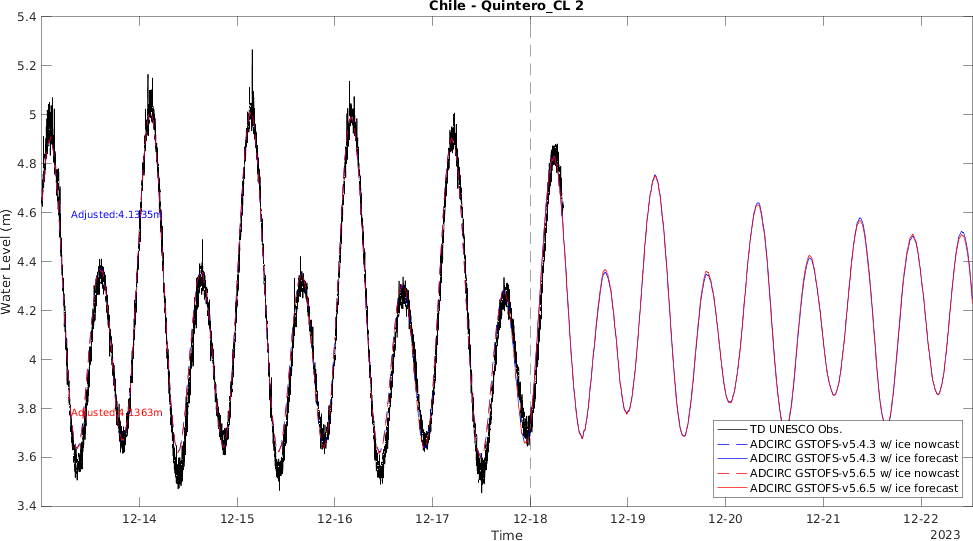 Chile - Quintero_CL 2
5.4
5.2
5
4.8
4.6
4.4
4.2
4
3.8
3.6
3.4
Water Level (m)
Adjusted:4.1335m
Adjusted:4.1363m
TD UNESCO Obs.
ADCIRC GSTOFS-v5.4.3 w/ ice nowcast
ADCIRC GSTOFS-v5.4.3 w/ ice forecast
ADCIRC GSTOFS-v5.6.5 w/ ice nowcast
ADCIRC GSTOFS-v5.6.5 w/ ice forecast
12-14 12-15 12-16 12-17 12-18 12-19 12-20 12-21 12-22
Time
2023